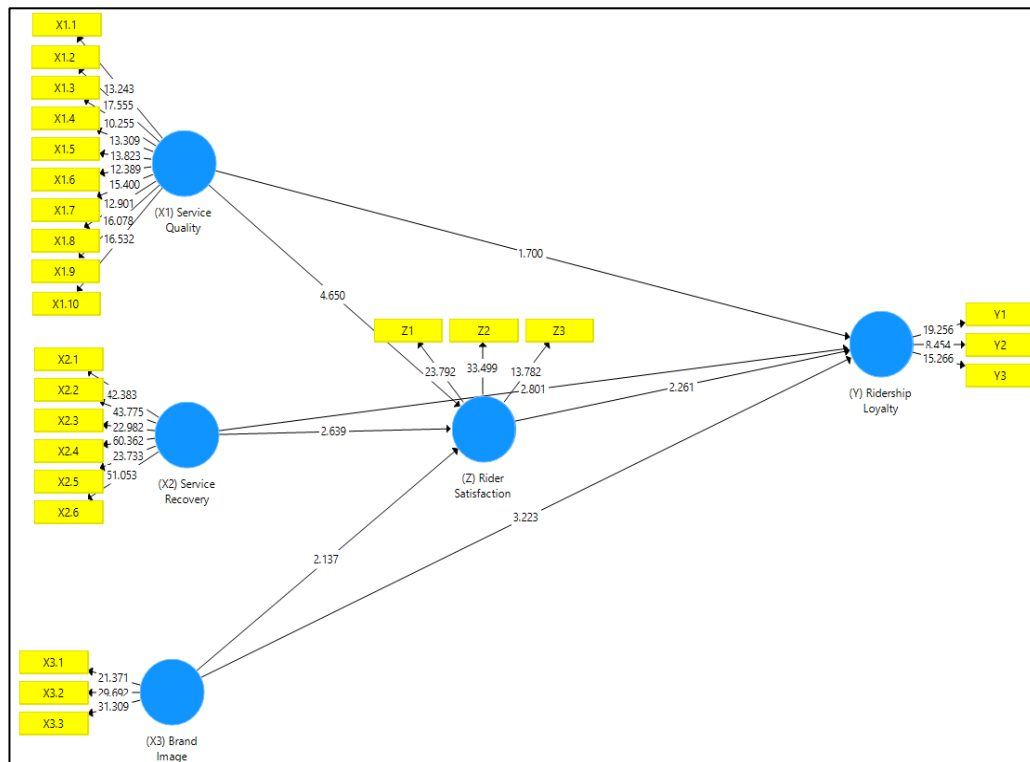 X1.1
X1.2
X1.3
X1.4
X1.5
X1.6
X1.7
X1.8
X1.9
X1.10
13.243
17.555
10.255
13.309
13.823
12.389
15.400
12.901
16.078
16.532
(X1) Service
Quality
1.700
4.650
Z1
Z2
Z3
23.792
33.499
13.782
Y1
Y2
Y3
19.256
8.454
15.266
(Y) Ridership
Loyalty
X2.1
X2.2
X2.3
X2.4
X2.5
X2.6
42.383
43.775
22.982
60.362
23.733
51.053
(X2) Service
Recovery
2.801
2.261
2.639
(Z) Rider
Satisfaction
3.223
2.137
X3.1
X3.2
X3.3
21.371
29.692
31.309
(X3) Brand
Image